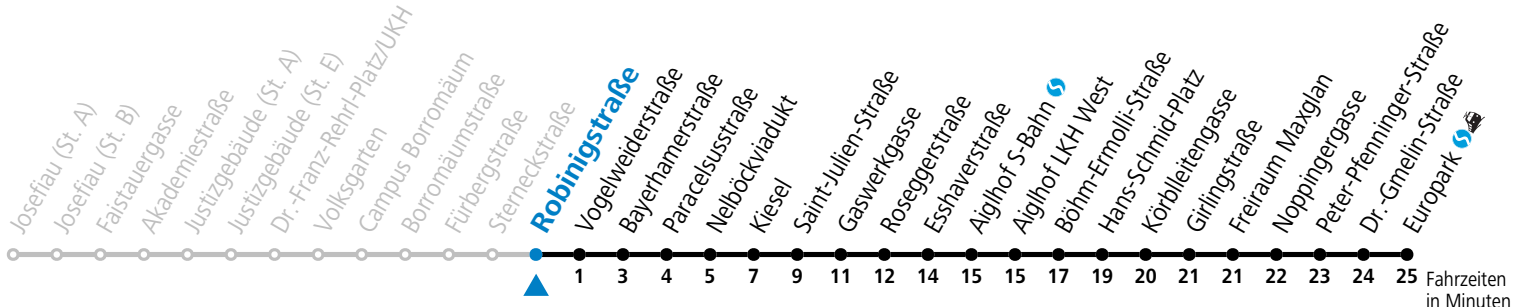 Josefiau (St. A)
Josefiau (St. B)
Faistauergasse
Akademiestraße
Justizgebäude (St. A)
Justizgebäude (St. E)
Dr.-Franz-Rehrl-Platz/UKH
Volksgarten
Campus Borromäum
Borromäumstraße
Fürbergstraße
Sterneckstraße
Robinigstraße
Vogelweiderstraße
Bayerhamerstraße
Paracelsusstraße
Nelböckviadukt
Kiesel
Saint-Julien-Straße
Gaswerkgasse
Roseggerstraße
Esshaverstraße
Aiglhof S-Bahn
Aiglhof LKH West
Böhm-Ermolli-Straße
Hans-Schmid-Platz
Körblleitengasse
Girlingstraße
Freiraum Maxglan
Noppingergasse
Peter-Pfenninger-Straße
Dr.-Gmelin-Straße
Europark
1 3 4 5 7 9 11 12 14 15 15 17 19 20 21 21 22 23 24 25
Fahrzeiten
in Minuten